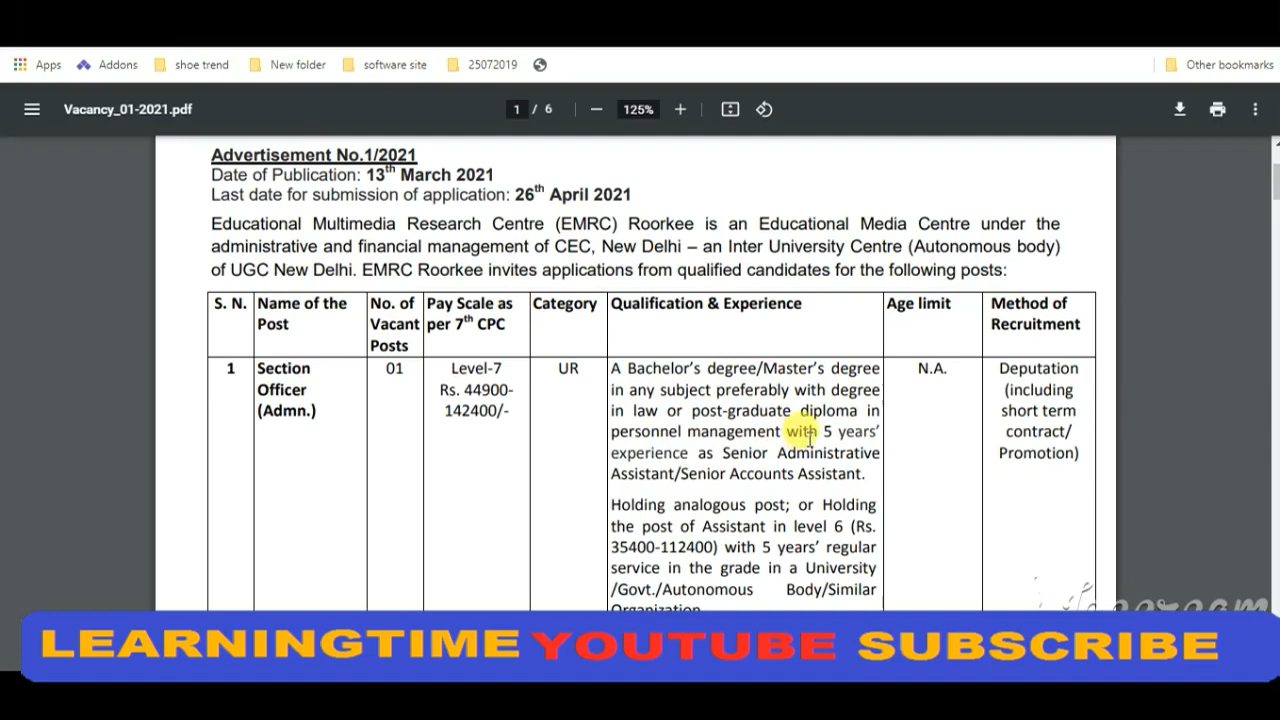 Apps Addons shoe trend New folder software site 25072019 Other bookmarks
Vacancy_01-2021.pdf 1 / 6 125%
Advertisement No.1/2021
Date of Publication: 13th March 2021
Last date for submission of application: 26th April 2021
Educational Multimedia Research Centre (EMRC) Roorkee is an Educational Media Centre under the
administrative and financial management of CEC, New Delhi – an Inter University Centre (Autonomous body)
of UGC New Delhi. EMRC Roorkee invites applications from qualified candidates for the following posts:
S. N. Name of the Post No. of Vacant Posts Pay Scale as per 7th CPC Category Qualification & Experience Age limit Method of Recruitment
1 Section Officer (Admn.) 01 Level-7 Rs. 44900-142400/- UR
A Bachelor's degree/Master's degree
in any subject preferably with degree
in law or post-graduate diploma in
personnel management with 5 years'
experience as Senior Administrative
Assistant/Senior Accounts Assistant.
Holding analogous post; or Holding
the post of Assistant in level 6 (Rs.
35400-112400) with 5 years' regular
service in the grade in a University
/Govt./Autonomous Body/Similar
Organization
N.A.
Deputation
(including
short term
contract/
Promotion)
LEARNINGTIME YOUTUBE SUBSCRIBE